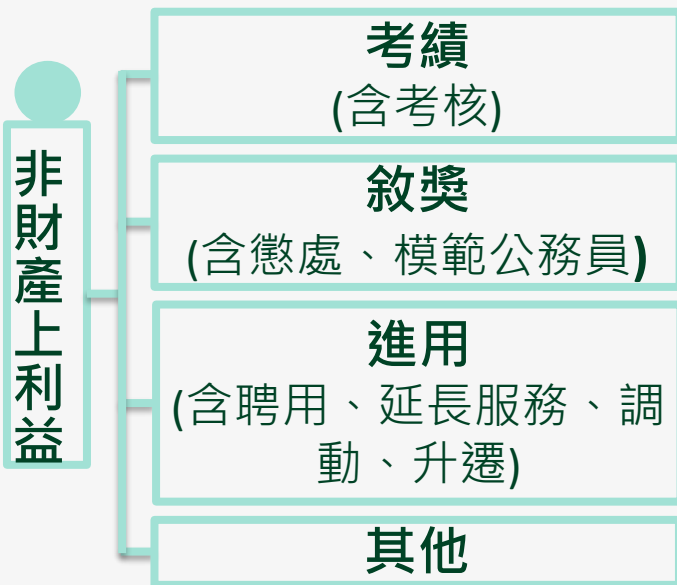 非財產上利益
考績
(含考核)
敘獎
(含懲處、模範公務員)
進用
(含聘用、延長服務、調
動、升遷)
其他